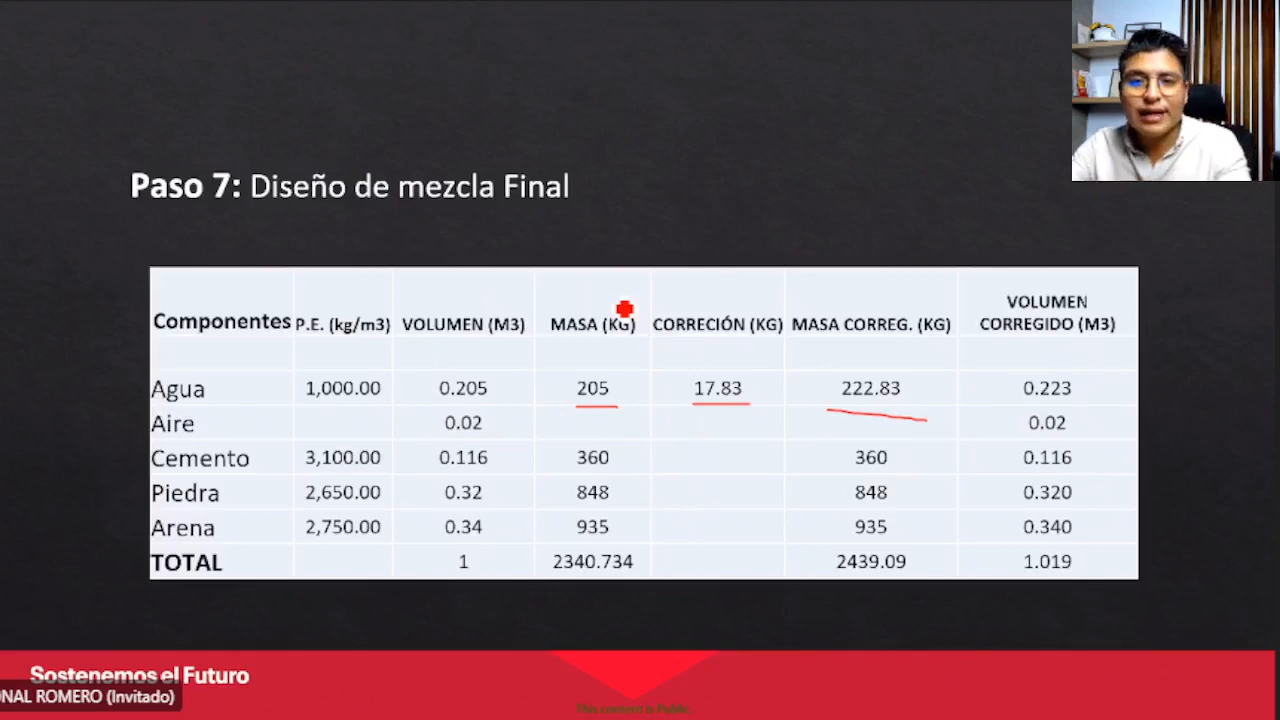 Paso 7: Diseño de mezcla Final
Componentes P.E. (kg/m3) VOLUMEN (M3) MASA (KG) CORRECIÓN (KG) MASA CORREG. (KG) VOLUMEN CORREGIDO (M3)
Agua 1,000.00 0.205 205 17.83 222.83 0.223
Aire 0.02 0.02
Cemento 3,100.00 0.116 360 360 0.116
Piedra 2,650.00 0.32 848 848 0.320
Arena 2,750.00 0.34 935 935 0.340
TOTAL 1 2340.734 2439.09 1.019
Sostenemos el Futuro
ONAL ROMERO (Invitado)
This content is Public.